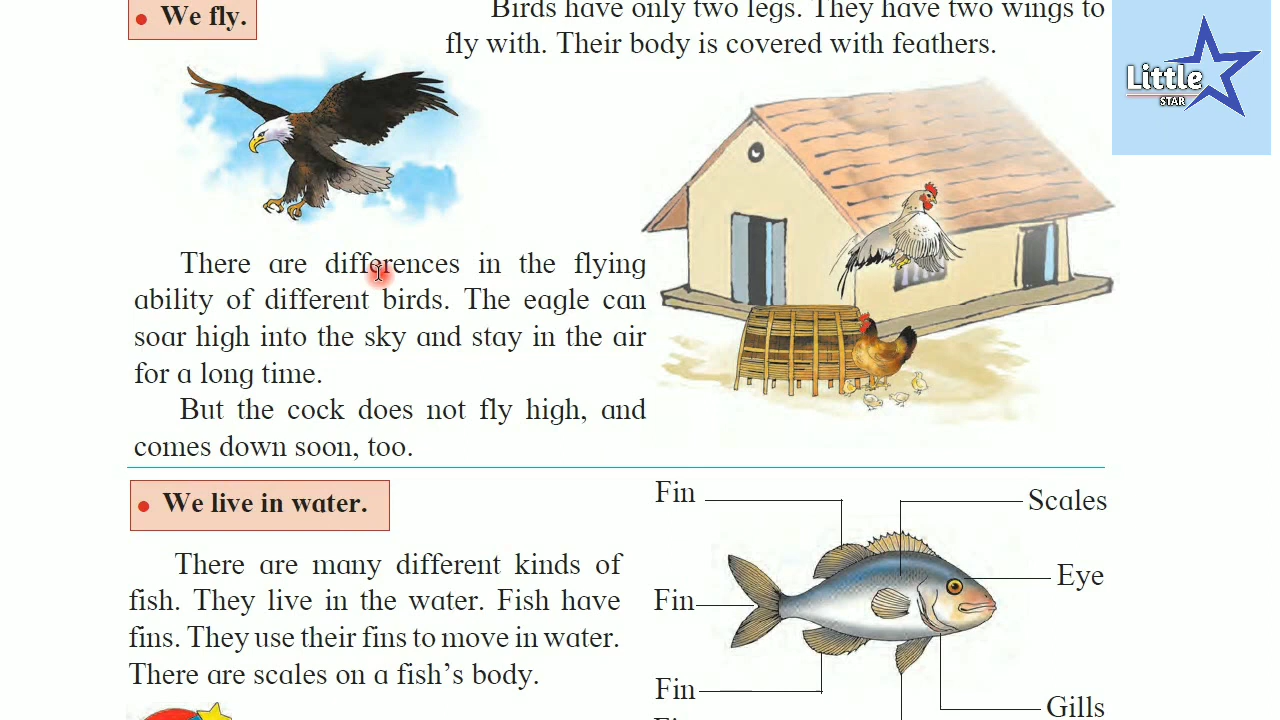 • We fly.
Birds have only two legs. They have two wings to
fly with. Their body is covered with feathers.
Little
STAR
There are differences in the flying
ability of different birds. The eagle can
soar high into the sky and stay in the air
for a long time.
But the cock does not fly high, and
comes down soon, too.
• We live in water.
There are many different kinds of
fish. They live in the water. Fish have
fins. They use their fins to move in water.
There are scales on a fish's body.
Fin
Scales
Eye
Fin
Fin
Gills